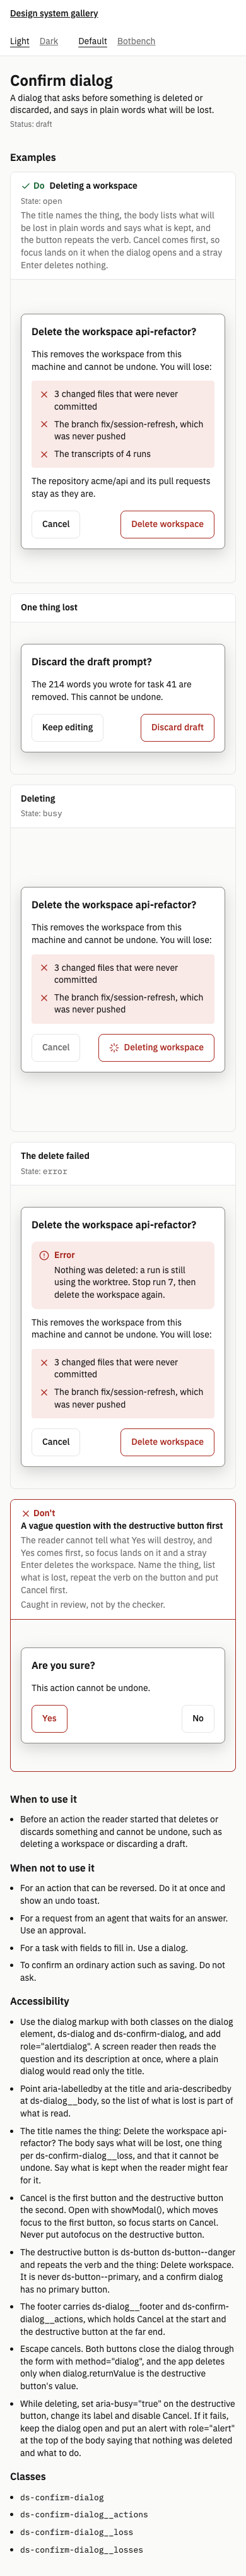 Design system gallery
Light Dark Default Botbench
Confirm dialog
A dialog that asks before something is deleted or
discarded, and says in plain words what will be lost.
Status: draft
Examples
Do Deleting a workspace
State: open
The title names the thing, the body lists what will
be lost in plain words and says what is kept, and
the button repeats the verb. Cancel comes first, so
focus lands on it when the dialog opens and a stray
Enter deletes nothing.
Delete the workspace api-refactor?
This removes the workspace from this
machine and cannot be undone. You will lose:
3 changed files that were never
committed
The branch fix/session-refresh, which
was never pushed
The transcripts of 4 runs
The repository acme/api and its pull requests
stay as they are.
Cancel Delete workspace
One thing lost
Discard the draft prompt?
The 214 words you wrote for task 41 are
removed. This cannot be undone.
Keep editing Discard draft
Deleting
State: busy
Delete the workspace api-refactor?
This removes the workspace from this
machine and cannot be undone. You will lose:
3 changed files that were never
committed
The branch fix/session-refresh, which
was never pushed
Cancel Deleting workspace
The delete failed
State: error
Delete the workspace api-refactor?
Error
Nothing was deleted: a run is still
using the worktree. Stop run 7, then
delete the workspace again.
This removes the workspace from this
machine and cannot be undone. You will lose:
3 changed files that were never
committed
The branch fix/session-refresh, which
was never pushed
Cancel Delete workspace
Don't
A vague question with the destructive button first
The reader cannot tell what Yes will destroy, and
Yes comes first, so focus lands on it and a stray
Enter deletes the workspace. Name the thing, list
what is lost, repeat the verb on the button and put
Cancel first.
Caught in review, not by the checker.
Are you sure?
This action cannot be undone.
Yes No
When to use it
• Before an action the reader started that deletes or
discards something and cannot be undone, such as
deleting a workspace or discarding a draft.
When not to use it
• For an action that can be reversed. Do it at once and
show an undo toast.
• For a request from an agent that waits for an answer.
Use an approval.
• For a task with fields to fill in. Use a dialog.
• To confirm an ordinary action such as saving. Do not
ask.
Accessibility
• Use the dialog markup with both classes on the dialog
element, ds-dialog and ds-confirm-dialog, and add
role="alertdialog". A screen reader then reads the
question and its description at once, where a plain
dialog would read only the title.
• Point aria-labelledby at the title and aria-describedby
at ds-dialog__body, so the list of what is lost is part of
what is read.
• The title names the thing: Delete the workspace api-
refactor? The body says what will be lost, one thing
per ds-confirm-dialog__loss, and that it cannot be
undone. Say what is kept when the reader might fear
for it.
• Cancel is the first button and the destructive button
the second. Open with showModal(), which moves
focus to the first button, so focus starts on Cancel.
Never put autofocus on the destructive button.
• The destructive button is ds-button ds-button--danger
and repeats the verb and the thing: Delete workspace.
It is never ds-button--primary, and a confirm dialog
has no primary button.
• The footer carries ds-dialog__footer and ds-confirm-
dialog__actions, which holds Cancel at the start and
the destructive button at the far end.
• Escape cancels. Both buttons close the dialog through
the form with method="dialog", and the app deletes
only when dialog.returnValue is the destructive
button's value.
• While deleting, set aria-busy="true" on the destructive
button, change its label and disable Cancel. If it fails,
keep the dialog open and put an alert with role="alert"
at the top of the body saying that nothing was deleted
and what to do.
Classes
• ds-confirm-dialog
• ds-confirm-dialog__actions
• ds-confirm-dialog__loss
• ds-confirm-dialog__losses